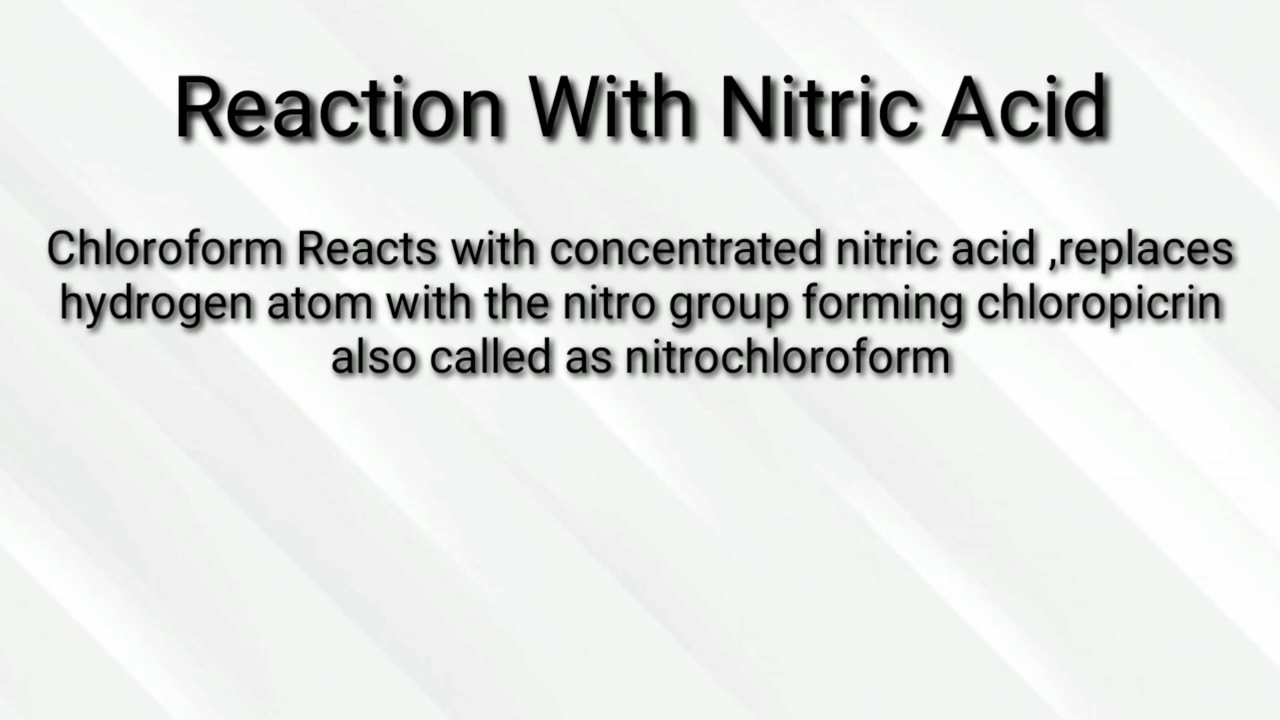 Reaction With Nitric Acid
Chloroform Reacts with concentrated nitric acid ,replaces
hydrogen atom with the nitro group forming chloropicrin
also called as nitrochloroform